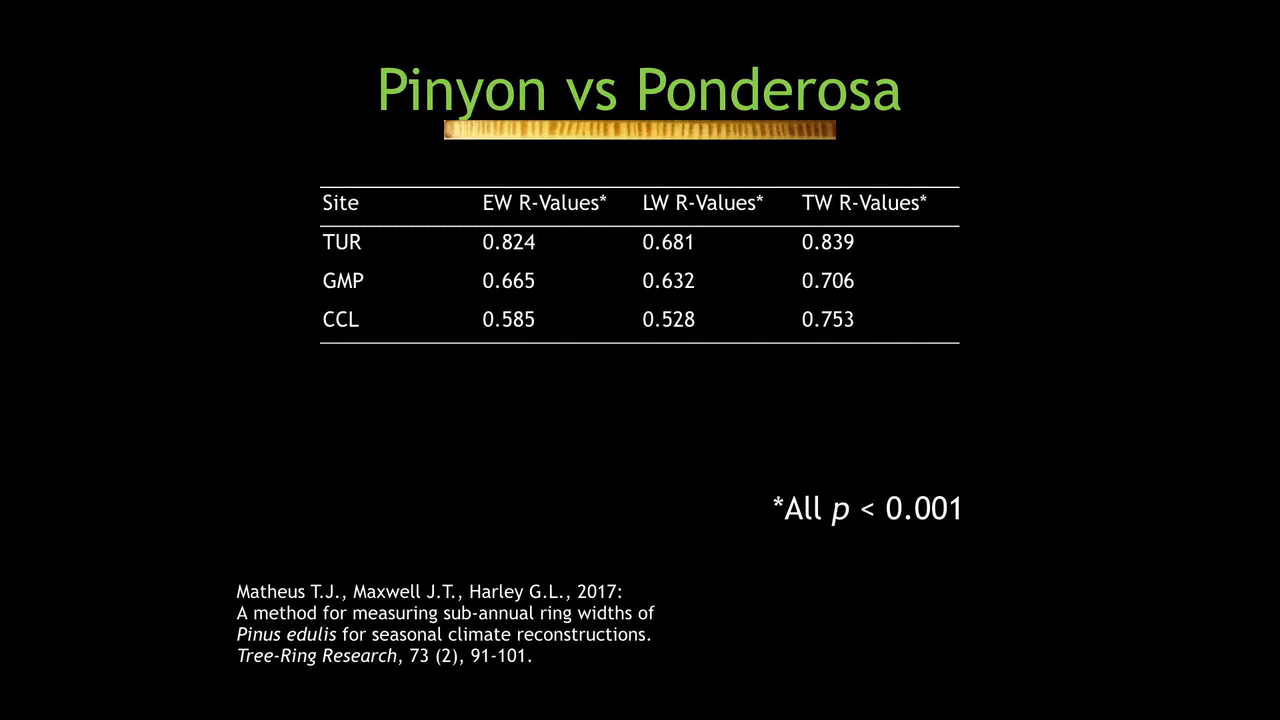 Pinyon vs Ponderosa
Site EW R-Values* LW R-Values* TW R-Values*
TUR 0.824 0.681 0.839
GMP 0.665 0.632 0.706
CCL 0.585 0.528 0.753
*All p < 0.001
Matheus T.J., Maxwell J.T., Harley G.L., 2017:
A method for measuring sub-annual ring widths of
Pinus edulis for seasonal climate reconstructions.
Tree-Ring Research, 73 (2), 91-101.